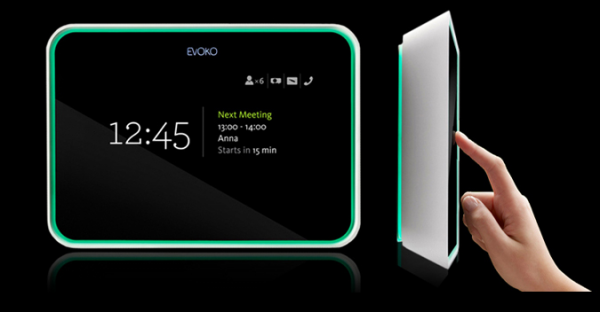 EVOKO
×6
12:45
Next Meeting
13:00 - 14:00
Anna
Starts in 15 min